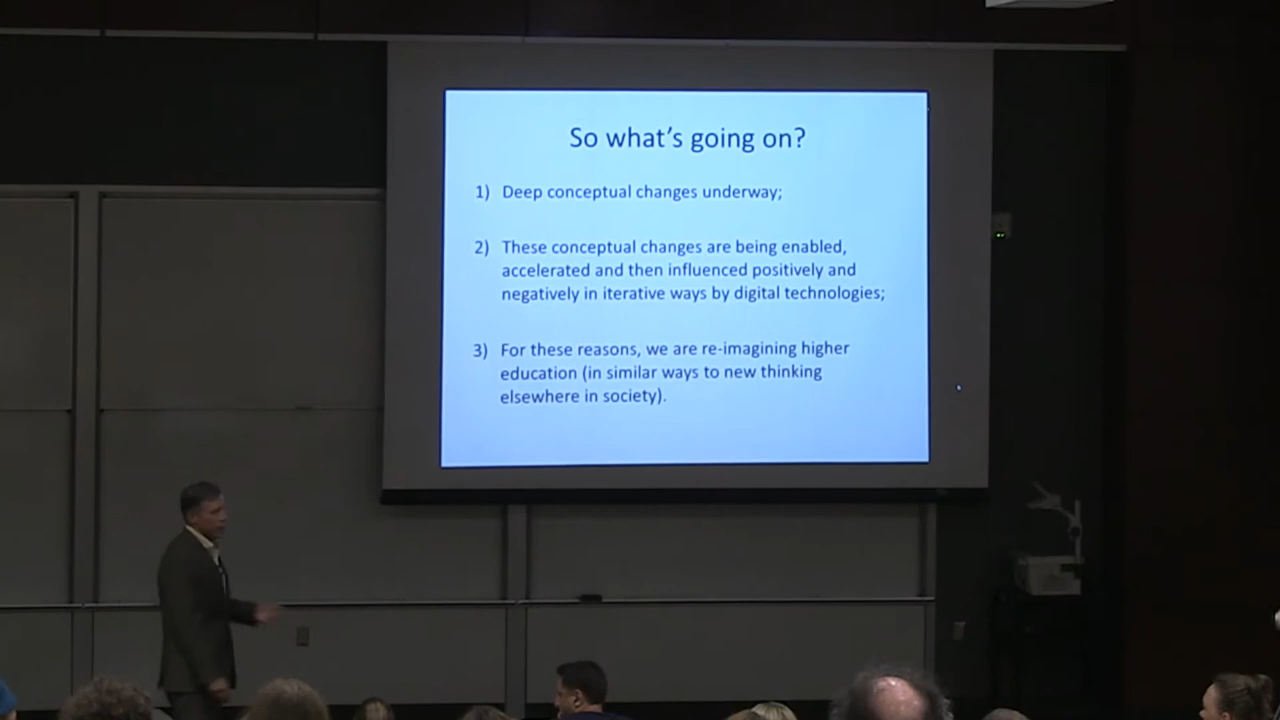 So what's going on?
1) Deep conceptual changes underway;
2) These conceptual changes are being enabled,
accelerated and then influenced positively and
negatively in iterative ways by digital technologies;
3) For these reasons, we are re-imagining higher
education (in similar ways to new thinking
elsewhere in society).